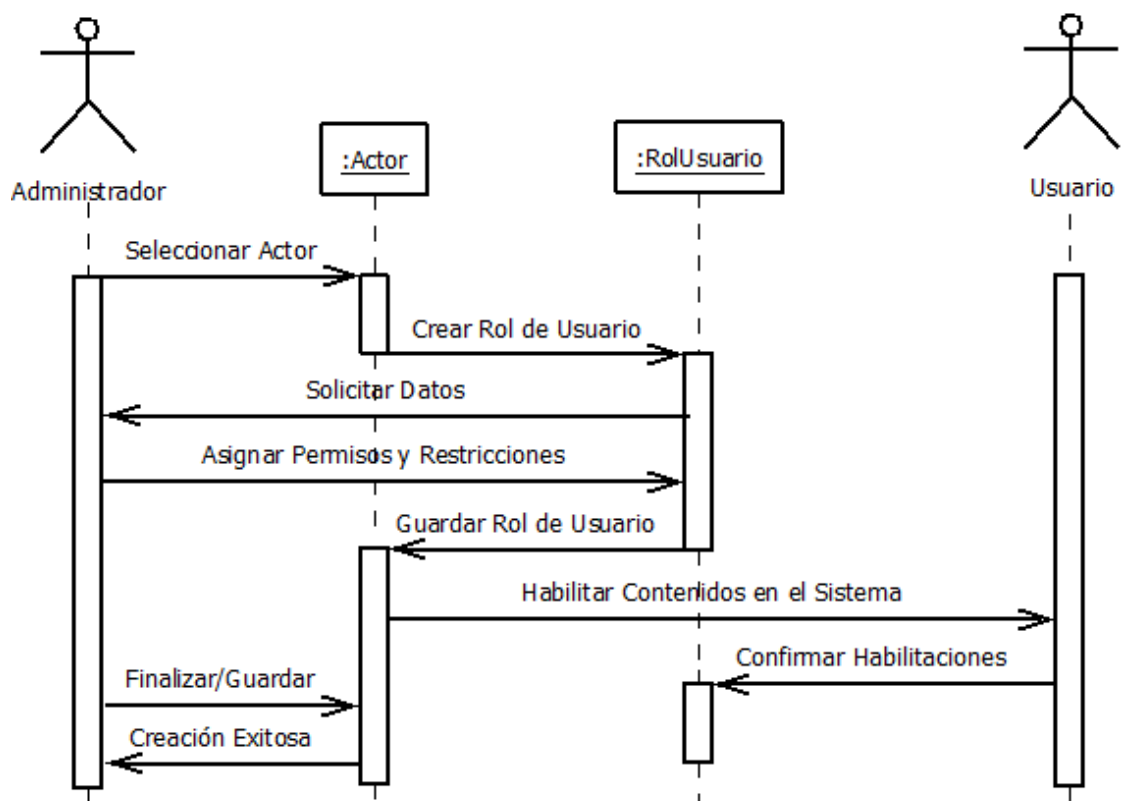 :Actor
:RolUsuario
Administrador
Usuario
Seleccionar Actor
Crear Rol de Usuario
Solicitar Datos
Asignar Permisos y Restricciones
Guardar Rol de Usuario
Habilitar Contenidos en el Sistema
Confirmar Habilitaciones
Finalizar/Guardar
Creación Exitosa